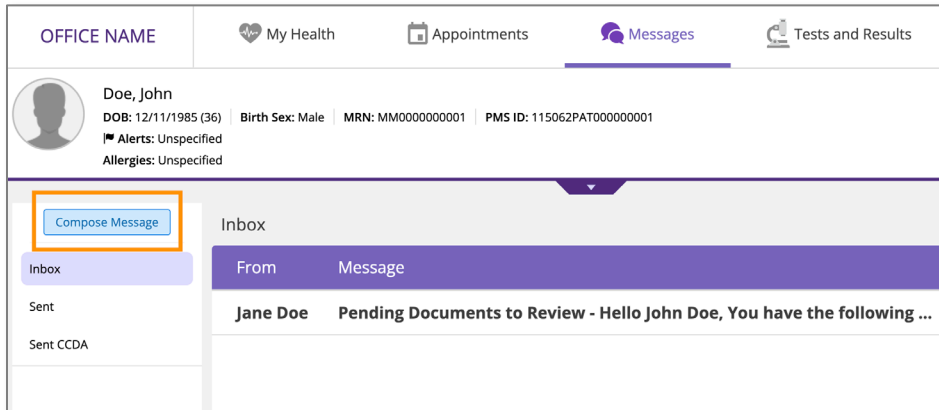 OFFICE NAME
My Health
Appointments
Messages
Tests and Results
Doe, John
DOB: 12/11/1985 (36) Birth Sex: Male MRN: MM0000000001 PMS ID: 115062PAT000000001
Alerts: Unspecified
Allergies: Unspecified
Compose Message
Inbox
Sent
Sent CCDA
Inbox
From Message
Jane Doe Pending Documents to Review - Hello John Doe, You have the following ...